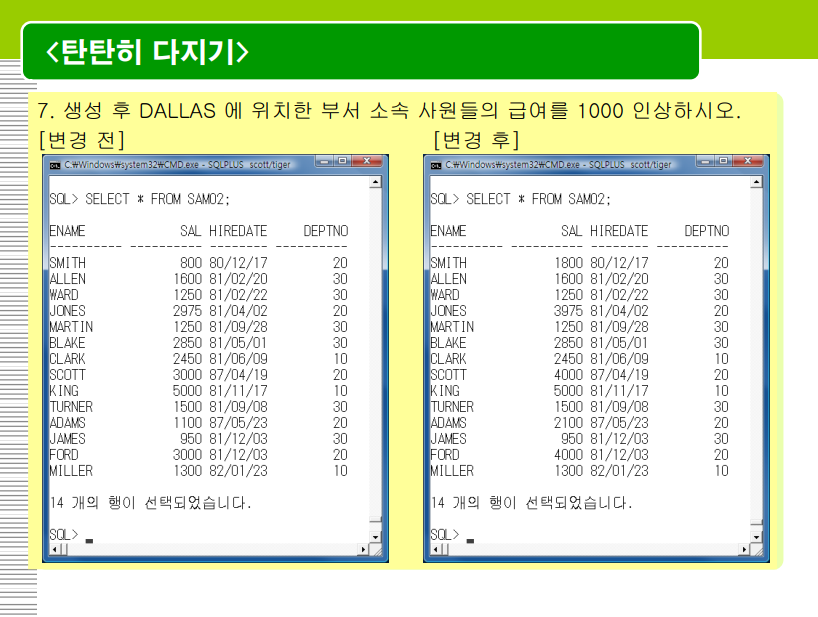 <탄탄히 다지기>
7. 생성 후 DALLAS 에 위치한 부서 소속 사원들의 급여를 1000 인상하시오.
[변경 전]
C:₩Windows₩system32₩CMD.exe - SQLPLUS scott/tiger
SQL> SELECT * FROM SAM02;
ENAME SAL HIREDATE DEPTNO
---------- ---------- -------- ----------
SMITH 800 80/12/17 20
ALLEN 1600 81/02/20 30
WARD 1250 81/02/22 30
JONES 2975 81/04/02 20
MARTIN 1250 81/09/28 30
BLAKE 2850 81/05/01 30
CLARK 2450 81/06/09 10
SCOTT 3000 87/04/19 20
KING 5000 81/11/17 10
TURNER 1500 81/09/08 30
ADAMS 1100 87/05/23 20
JAMES 950 81/12/03 30
FORD 3000 81/12/03 20
MILLER 1300 82/01/23 10
14 개의 행이 선택되었습니다.
SQL> _
[변경 후]
C:₩Windows₩system32₩CMD.exe - SQLPLUS scott/tiger
SQL> SELECT * FROM SAM02;
ENAME SAL HIREDATE DEPTNO
---------- ---------- -------- ----------
SMITH 1800 80/12/17 20
ALLEN 1600 81/02/20 30
WARD 1250 81/02/22 30
JONES 3975 81/04/02 20
MARTIN 1250 81/09/28 30
BLAKE 2850 81/05/01 30
CLARK 2450 81/06/09 10
SCOTT 4000 87/04/19 20
KING 5000 81/11/17 10
TURNER 1500 81/09/08 30
ADAMS 2100 87/05/23 20
JAMES 950 81/12/03 30
FORD 4000 81/12/03 20
MILLER 1300 82/01/23 10
14 개의 행이 선택되었습니다.
SQL> _